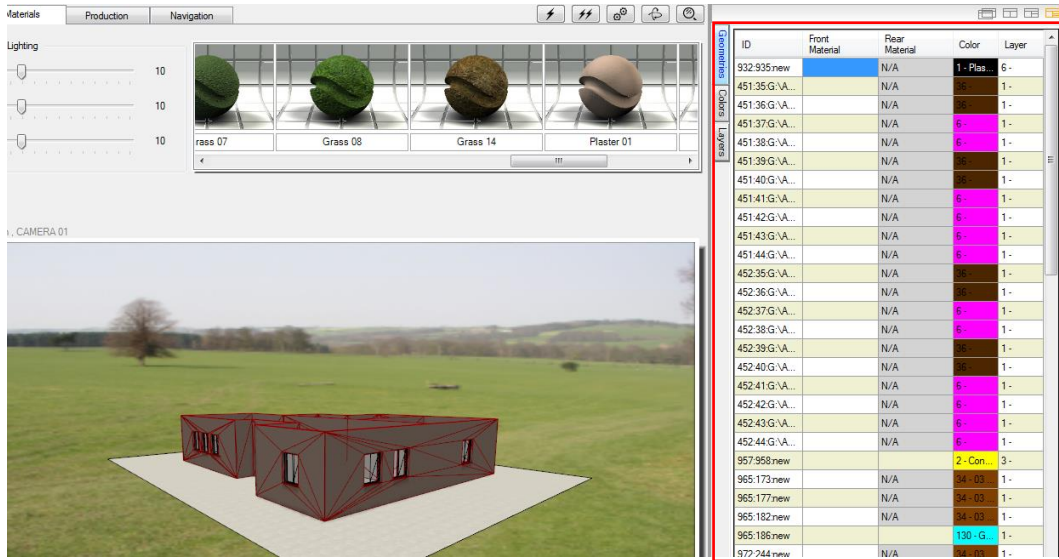 Materials Production Navigation
Lighting
10
10
10
rass 07 Grass 08 Grass 14 Plaster 01
, CAMERA 01
Geometries
Colors
Layers
ID Front Material Rear Material Color Layer
932:935:new N/A 1 - Plas... 6 -
451:35:G:\A... N/A 36 - 1 -
451:36:G:\A... N/A 36 - 1 -
451:37:G:\A... N/A 6 - 1 -
451:38:G:\A... N/A 6 - 1 -
451:39:G:\A... N/A 36 - 1 -
451:40:G:\A... N/A 36 - 1 -
451:41:G:\A... N/A 6 - 1 -
451:42:G:\A... N/A 6 - 1 -
451:43:G:\A... N/A 6 - 1 -
451:44:G:\A... N/A 6 - 1 -
452:35:G:\A... N/A 36 - 1 -
452:36:G:\A... N/A 36 - 1 -
452:37:G:\A... N/A 6 - 1 -
452:38:G:\A... N/A 6 - 1 -
452:39:G:\A... N/A 36 - 1 -
452:40:G:\A... N/A 36 - 1 -
452:41:G:\A... N/A 6 - 1 -
452:42:G:\A... N/A 6 - 1 -
452:43:G:\A... N/A 6 - 1 -
452:44:G:\A... N/A 6 - 1 -
957:958:new 2 - Con... 3 -
965:173:new N/A 34 - 03 ... 1 -
965:177:new N/A 34 - 03 ... 1 -
965:182:new N/A 34 - 03 ... 1 -
965:186:new 130 - G... 1 -
972:244:new N/A 34 - 03 ... 1 -